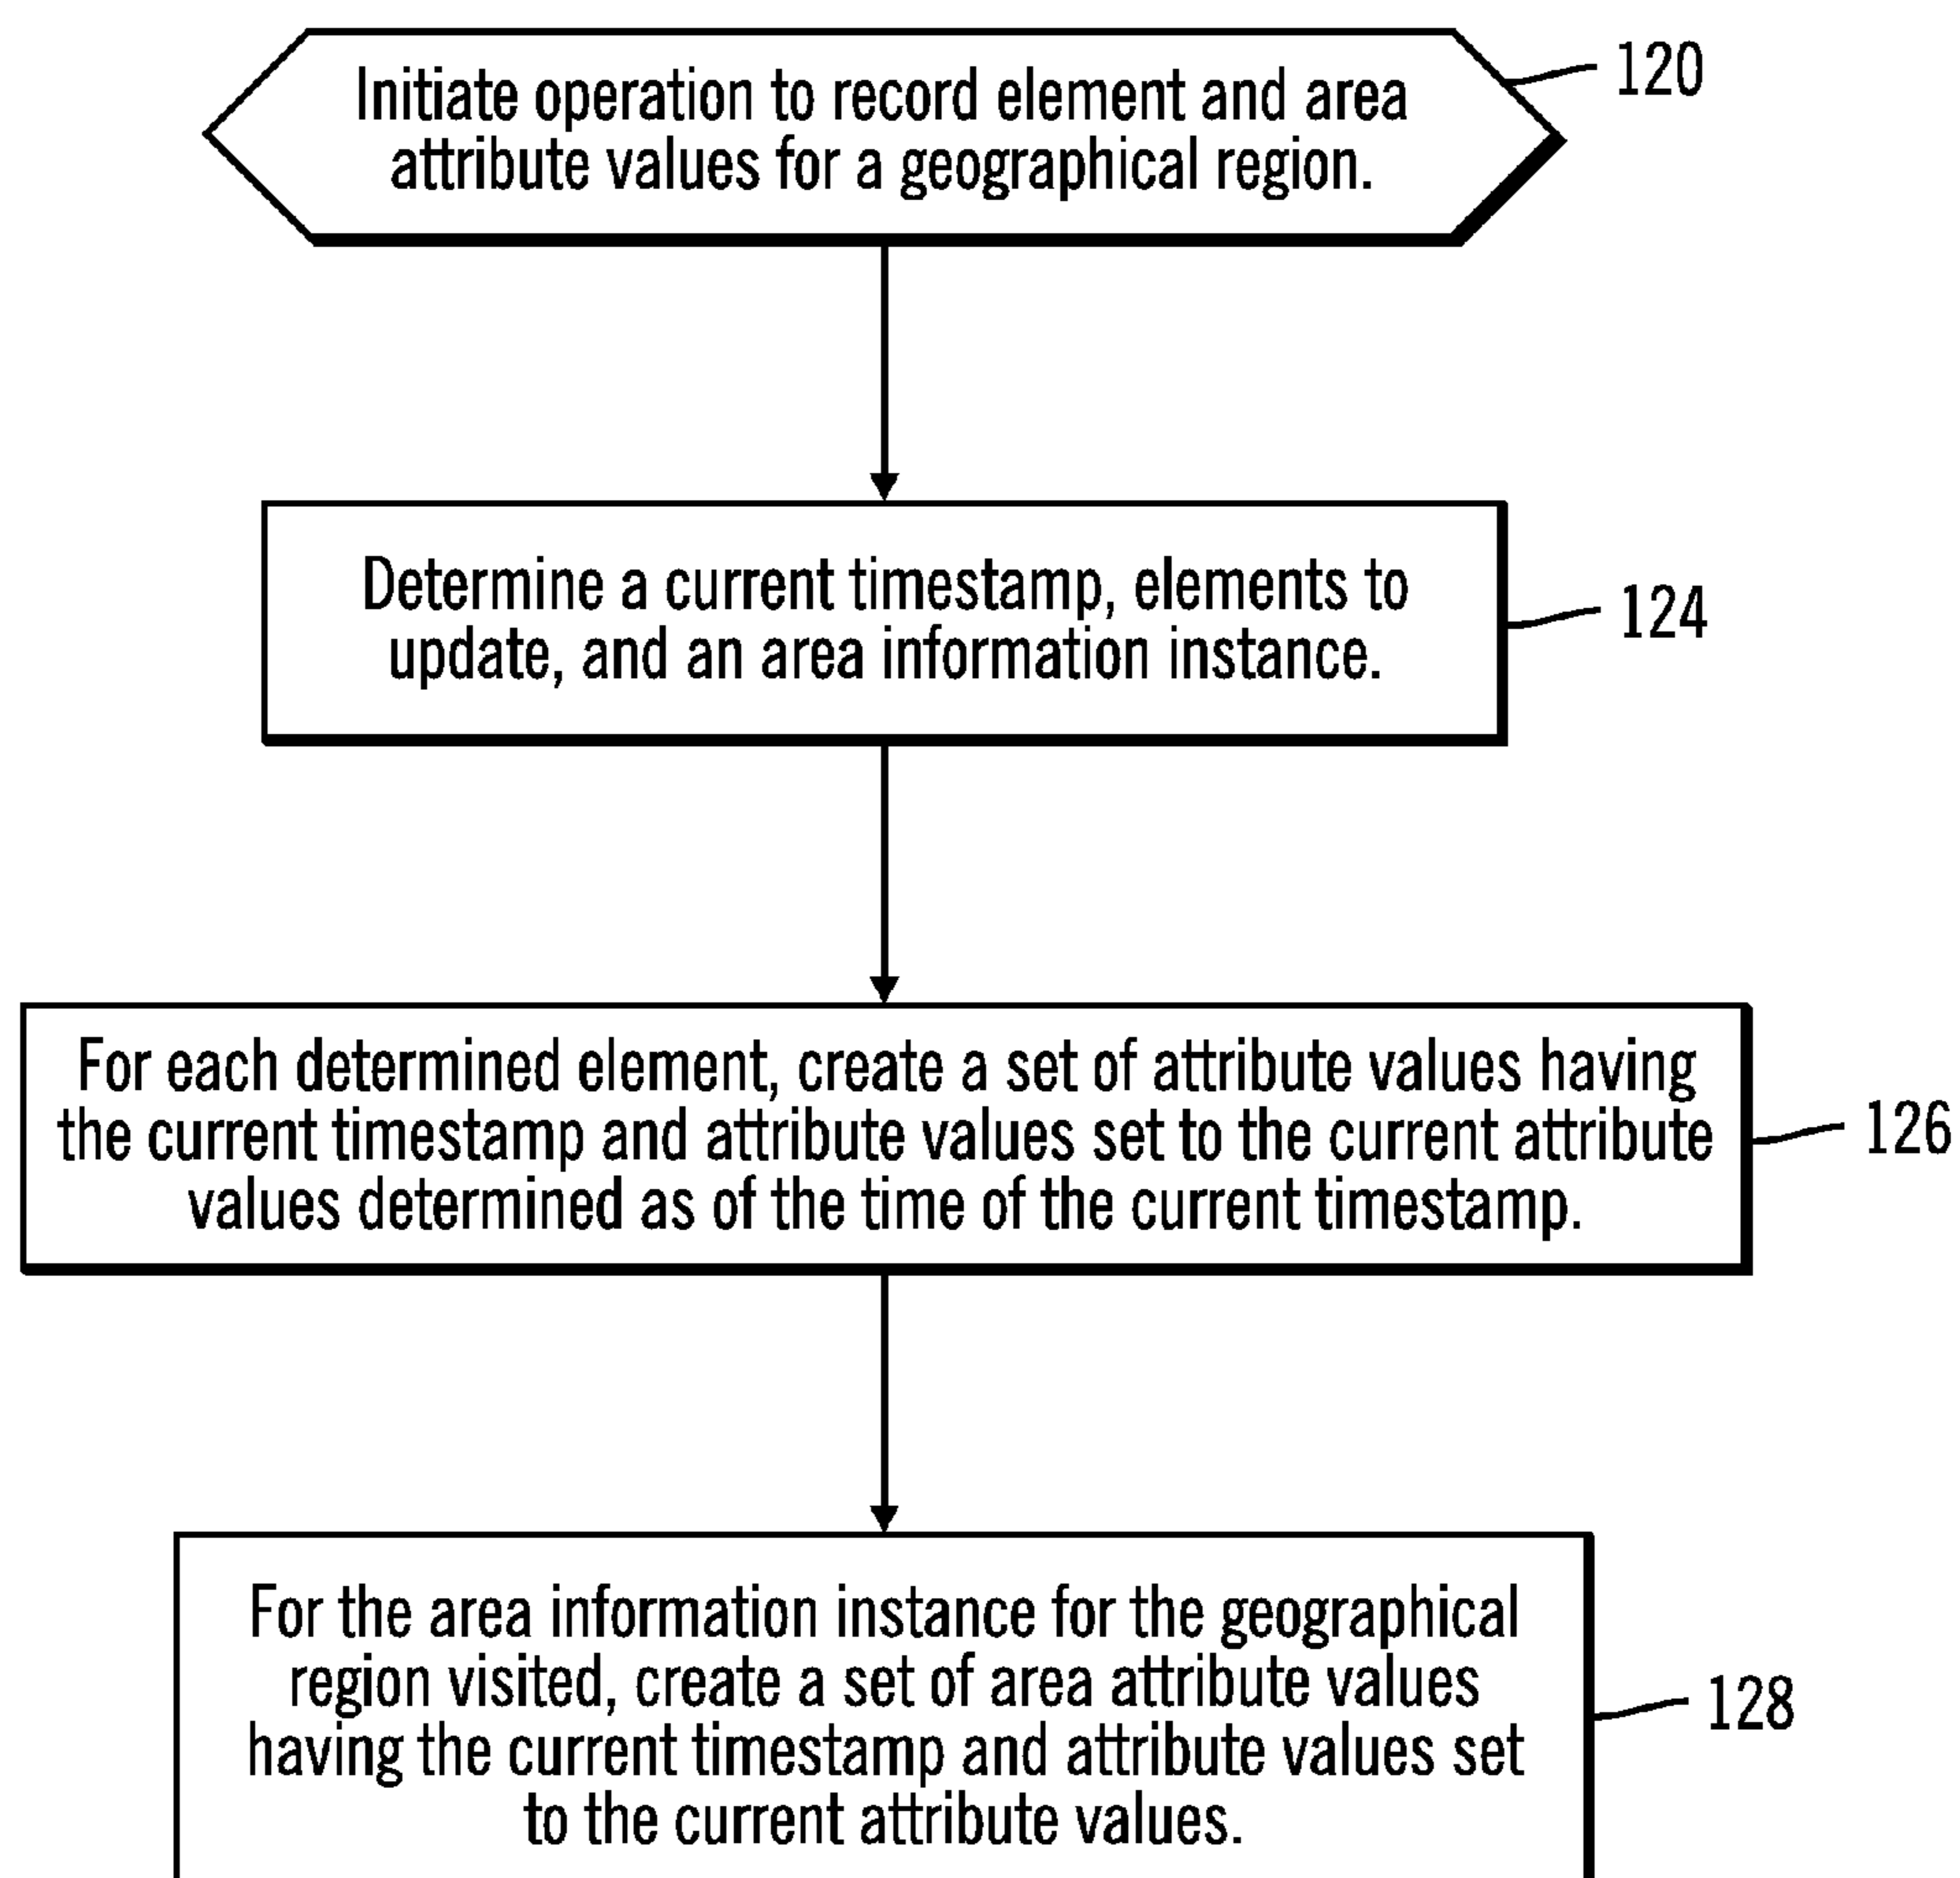 Initiate operation to record element and area
attribute values for a geographical region.
120
Determine a current timestamp, elements to
update, and an area information instance.
124
For each determined element, create a set of attribute values having
the current timestamp and attribute values set to the current attribute
values determined as of the time of the current timestamp.
126
For the area information instance for the geographical
region visited, create a set of area attribute values
having the current timestamp and attribute values set
to the current attribute values.
128